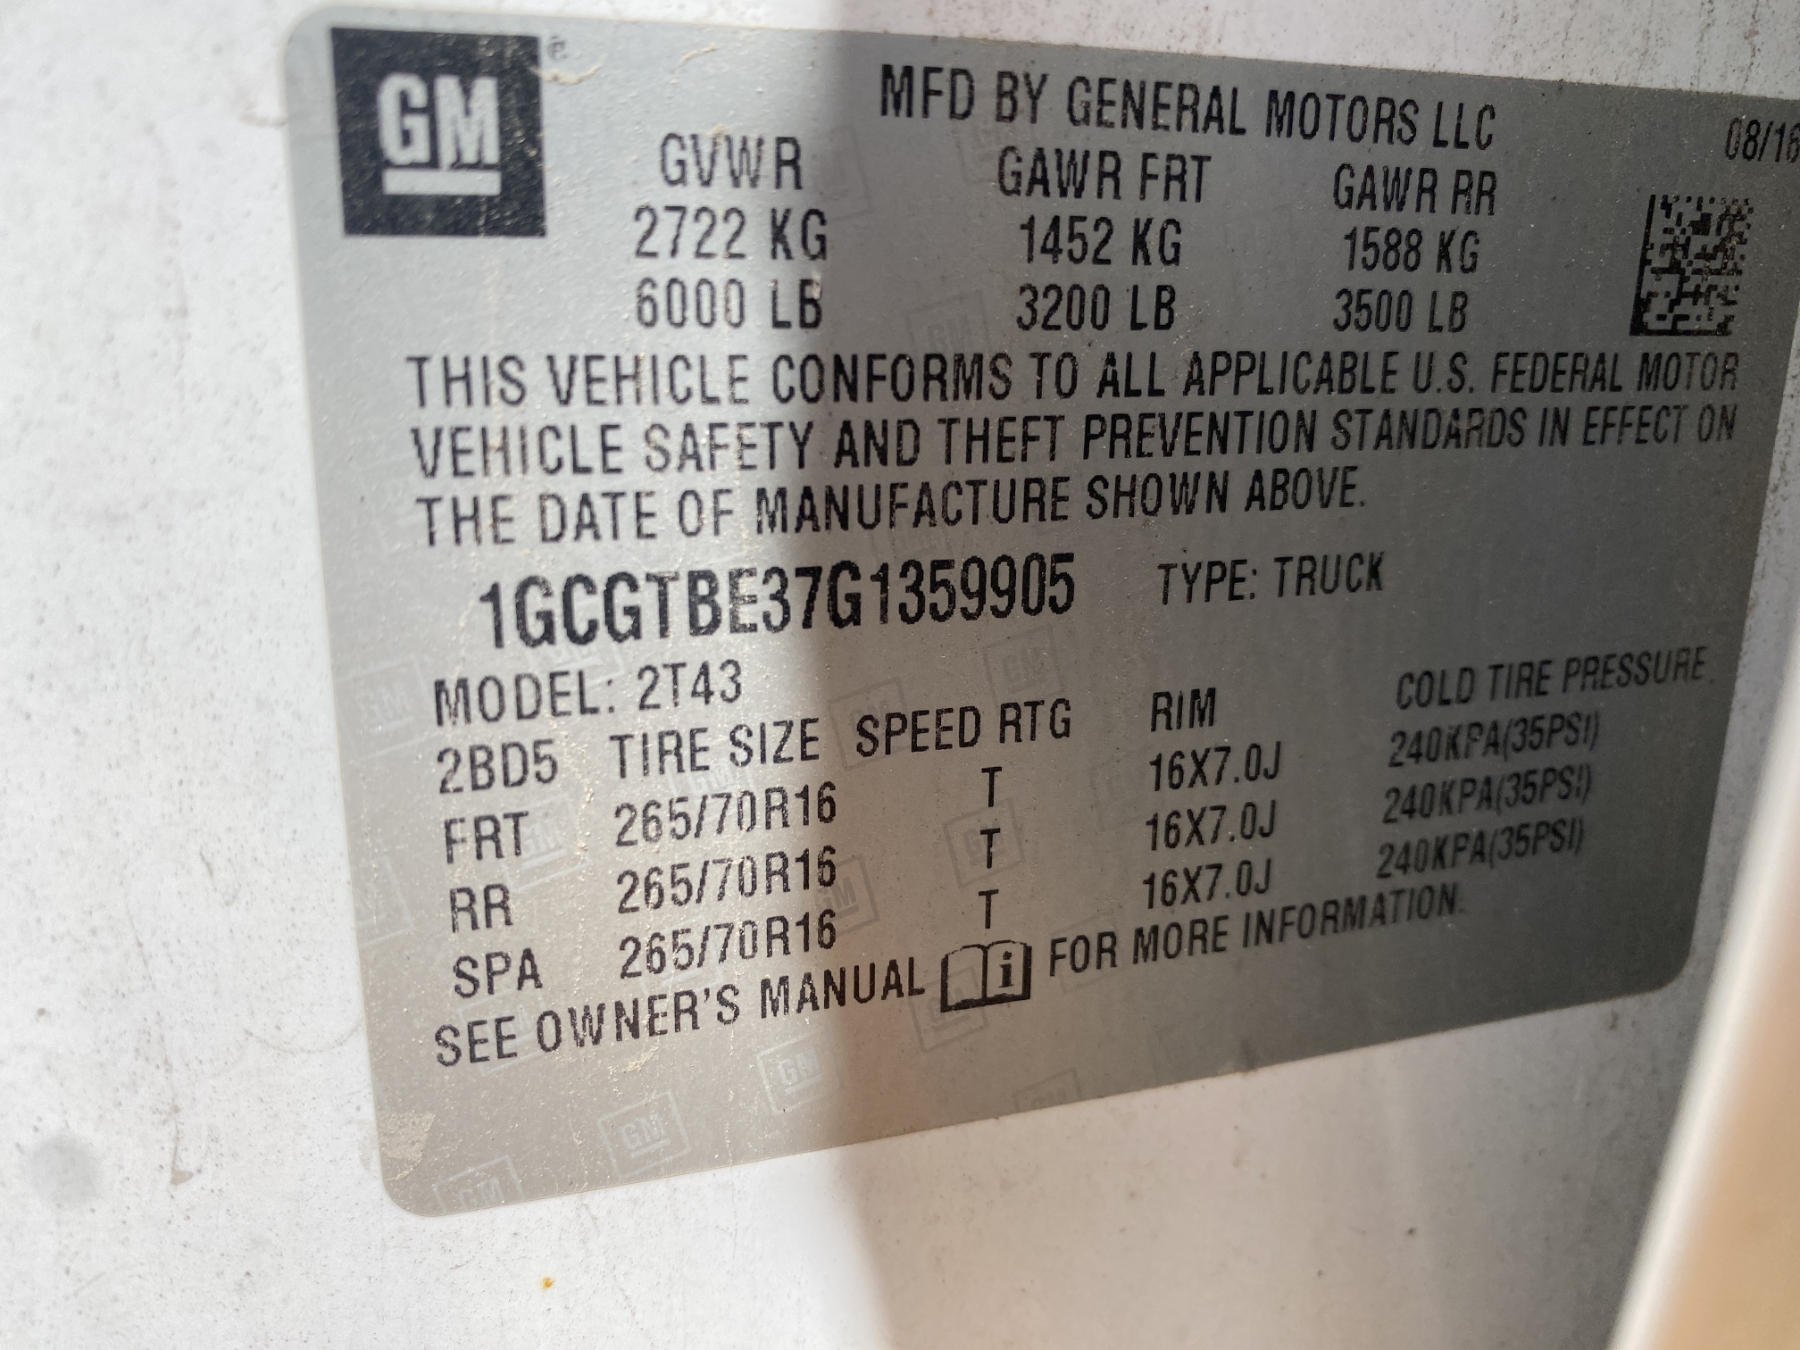 GM
MFD BY GENERAL MOTORS LLC 08/16
GVWR GAWR FRT GAWR RR
2722 KG 1452 KG 1588 KG
6000 LB 3200 LB 3500 LB
THIS VEHICLE CONFORMS TO ALL APPLICABLE U.S. FEDERAL MOTOR
VEHICLE SAFETY AND THEFT PREVENTION STANDARDS IN EFFECT ON
THE DATE OF MANUFACTURE SHOWN ABOVE.
1GCGTBE37G1359905 TYPE: TRUCK
MODEL: 2T43
2BD5 TIRE SIZE SPEED RTG RIM COLD TIRE PRESSURE
FRT 265/70R16 T 16X7.0J 240KPA(35PSI)
RR 265/70R16 T 16X7.0J 240KPA(35PSI)
SPA 265/70R16 T 16X7.0J 240KPA(35PSI)
SEE OWNER'S MANUAL i FOR MORE INFORMATION.